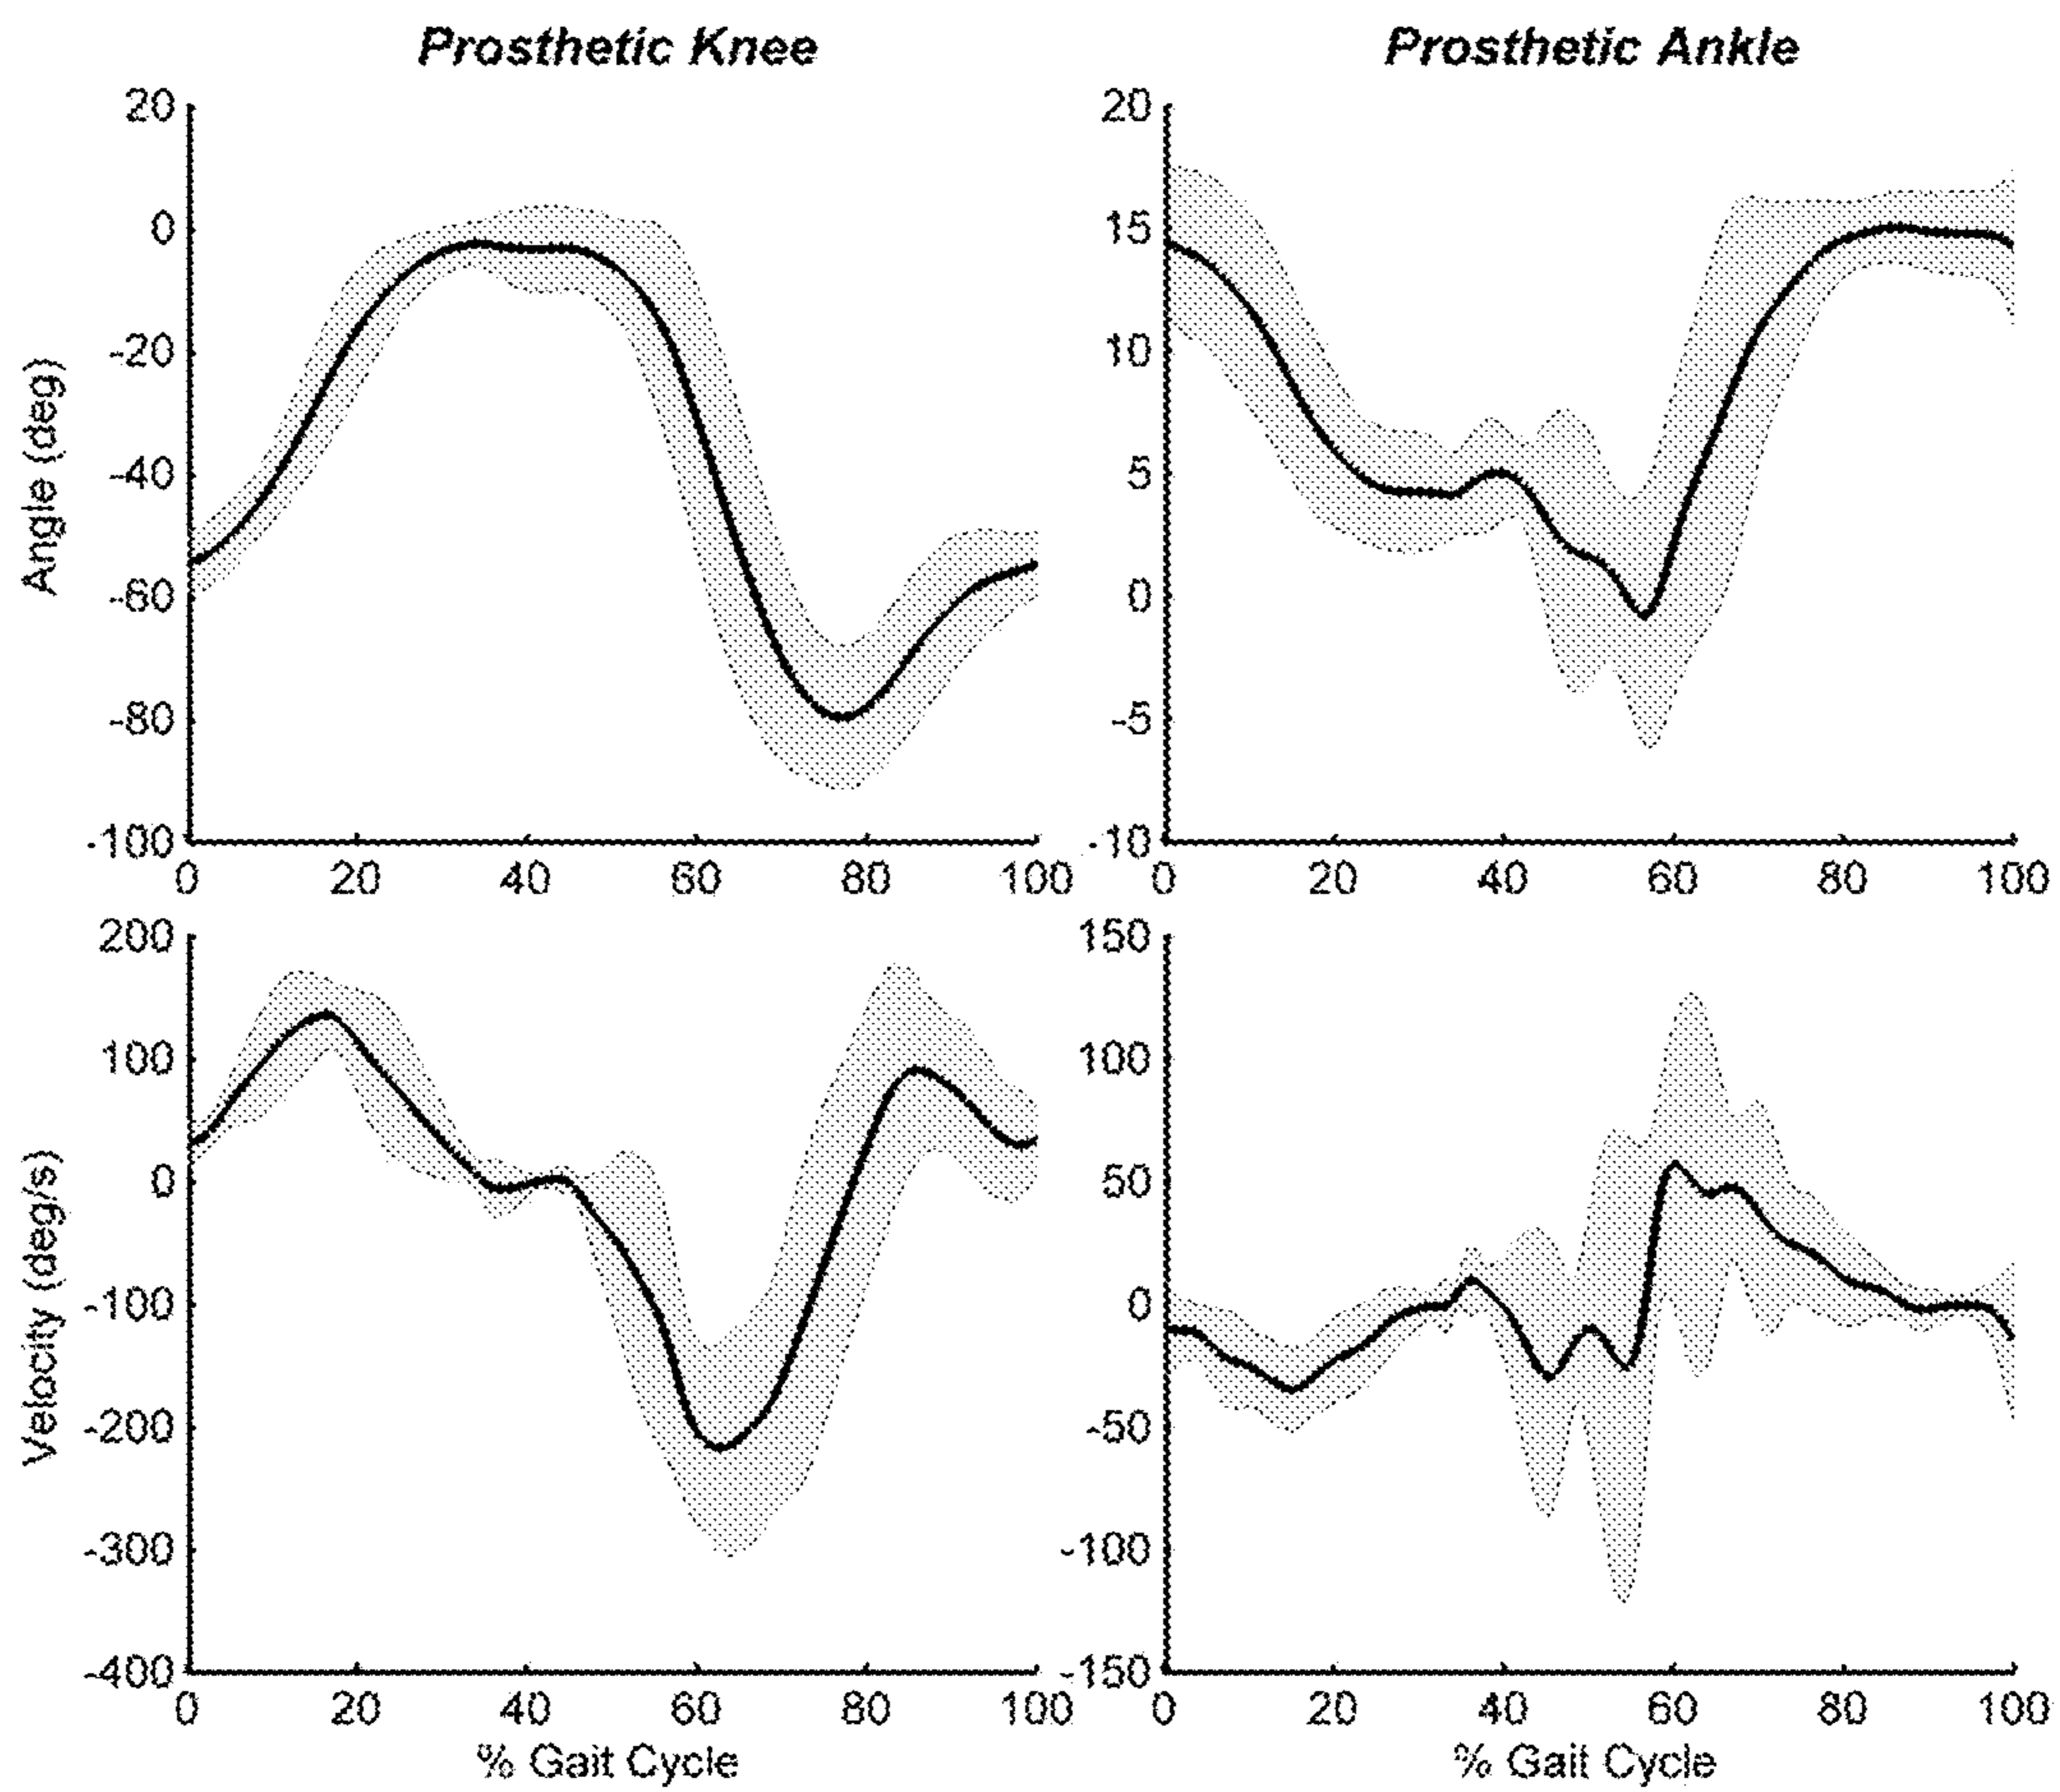 Prosthetic Knee
Prosthetic Ankle
20
0
-20
-40
-60
-80
-100
Angle (deg)
0 20 40 60 80 100
20
15
10
5
0
-5
-10
0 20 40 60 80 100
200
100
0
-100
-200
-300
-400
Velocity (deg/s)
0 20 40 60 80 100
% Gait Cycle
150
100
50
0
-50
-100
-150
0 20 40 60 80 100
% Gait Cycle